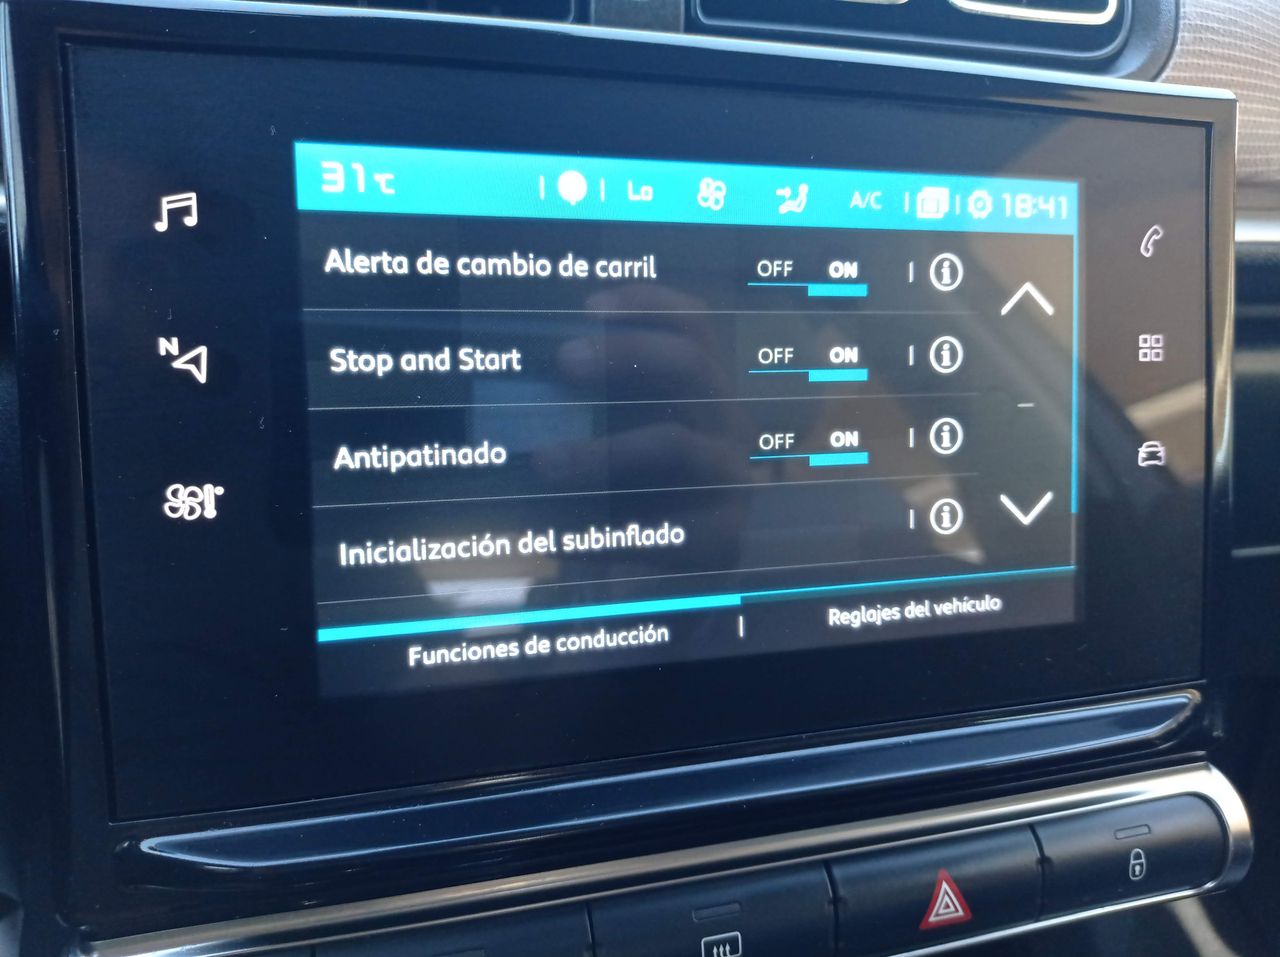 31°C Lo A/C 18:41
Alerta de cambio de carril OFF ON
Stop and Start OFF ON
N
Antipatinado OFF ON
Inicialización del subinflado
Funciones de conducción Reglajes del vehículo